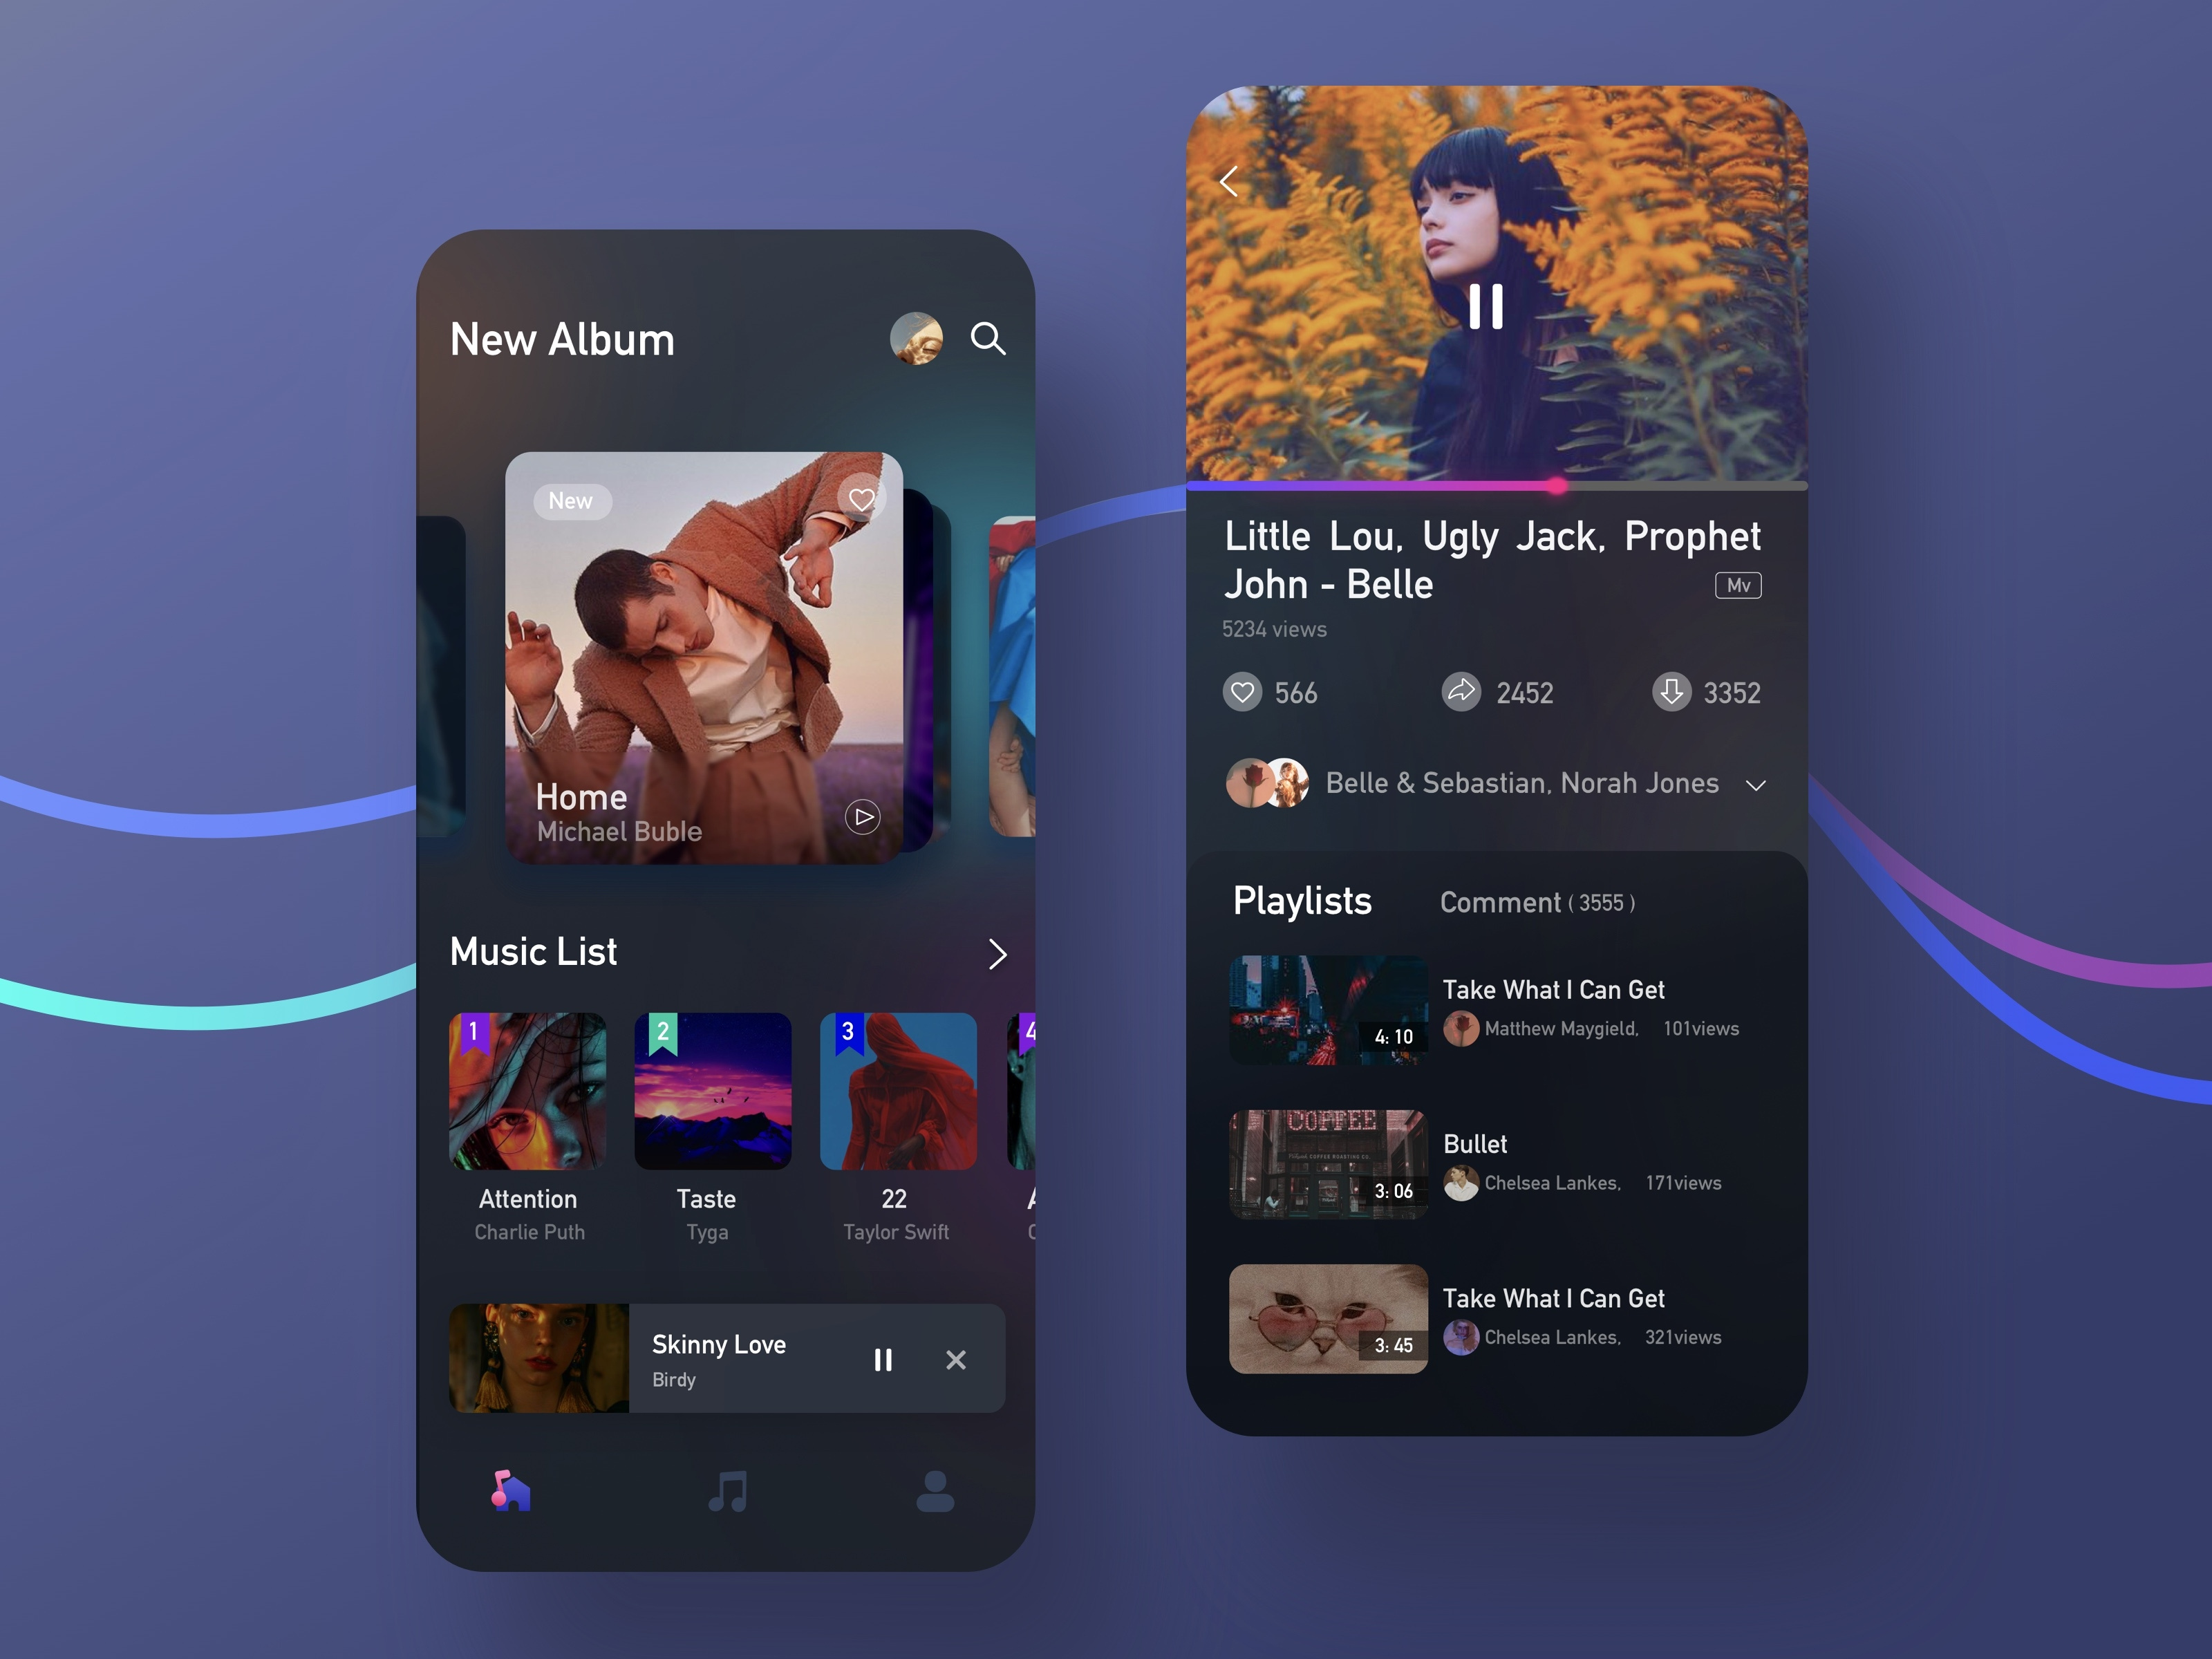 New Album
New
Home
Michael Buble
Music List
1
2
3
4
Attention
Taste
22
Charlie Puth
Tyga
Taylor Swift
Skinny Love
Birdy
Little Lou, Ugly Jack, Prophet
John - Belle
Mv
5234 views
566
2452
3352
Belle & Sebastian, Norah Jones
Playlists
Comment ( 3555 )
4: 10
Take What I Can Get
Matthew Maygield, 101views
COFFEE
COFFEE ROASTING CO.
3: 06
Bullet
Chelsea Lankes, 171views
3: 45
Take What I Can Get
Chelsea Lankes, 321views